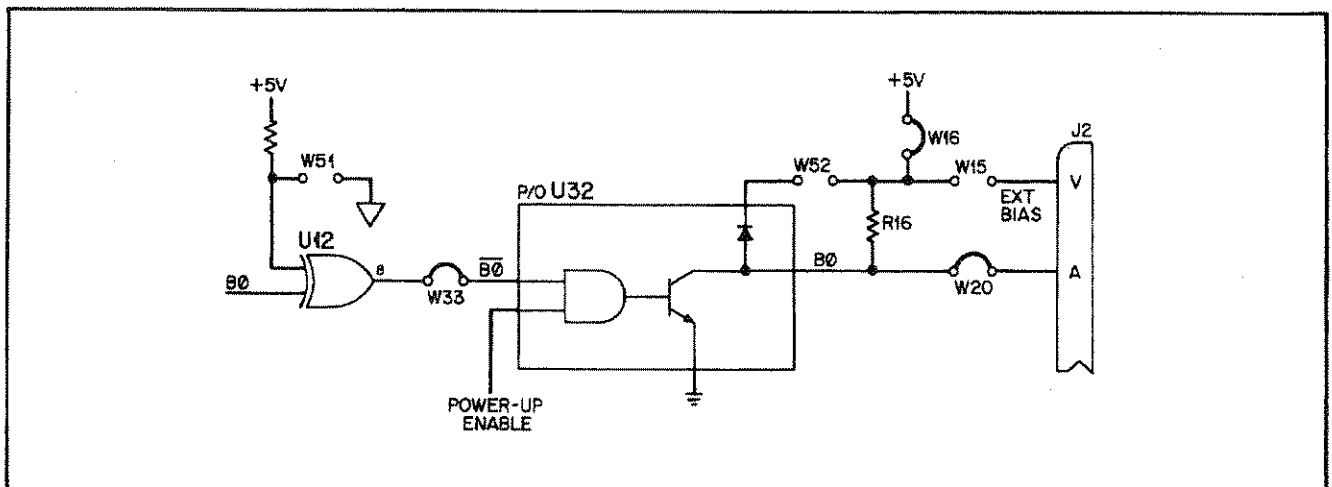 +5V
+5V
J2
W51
W16
W52
W15
V
P/O U32
EXT
BIAS
U12
R16
8
B̅0̅
B0
B0
W33
W20
A
POWER-UP
ENABLE